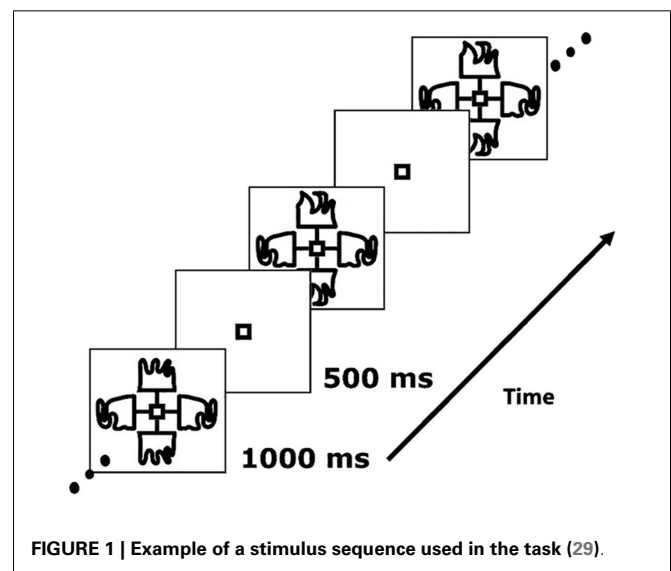 500 ms
Time
1000 ms
FIGURE 1 | Example of a stimulus sequence used in the task (29).